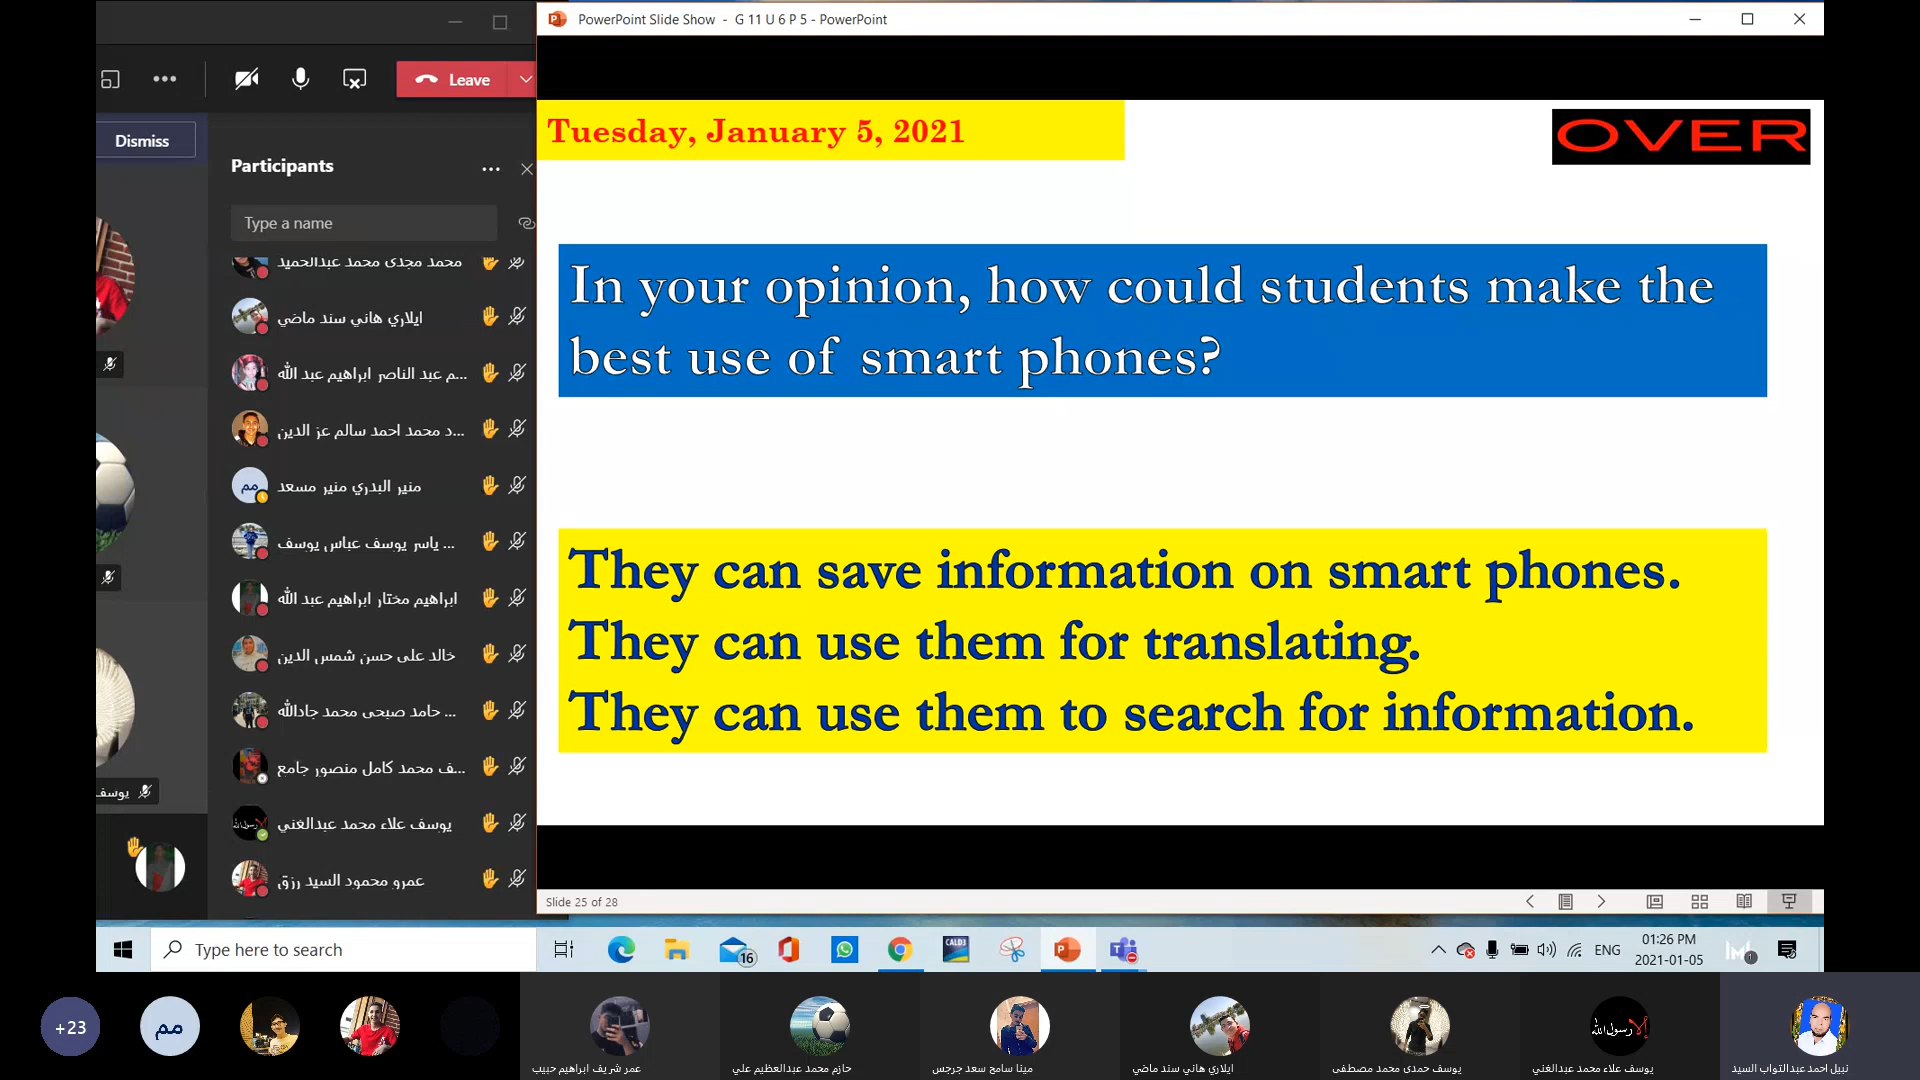 PowerPoint Slide Show - G 11 U 6 P 5 - PowerPoint
Leave
Dismiss
Participants
Type a name
محمد مجدى محمد عبدالحميد
ايلاري هاني سند ماضي
م عبد الناصر ابراهيم عبد الله...
د محمد احمد سالم عز الدين...
مم
منير البدري منير مسعد
ياسر يوسف عباس يوسف ...
ابراهيم مختار ابراهيم عبد الله
خالد على حسن شمس الدين
حامد صبحى محمد جادالله ...
ف محمد كامل منصور جامع...
يوسف علاء محمد عبدالغني
عمرو محمود السيد رزق
يوسف
Tuesday, January 5, 2021
OVER
In your opinion, how could students make the
best use of smart phones?
They can save information on smart phones.
They can use them for translating.
They can use them to search for information.
Slide 25 of 28
Type here to search
16
CALD3
ENG
01:26 PM
2021-01-05
+23
مم
عمر شريف ابراهيم حبيب
حازم محمد عبدالعظيم علي
مينا سامح سعد جرجس
ايلاري هاني سند ماضي
يوسف حمدى محمد مصطفى
إلا رسول الله
يوسف علاء محمد عبدالغني
نبيل احمد عبدالتواب السيد